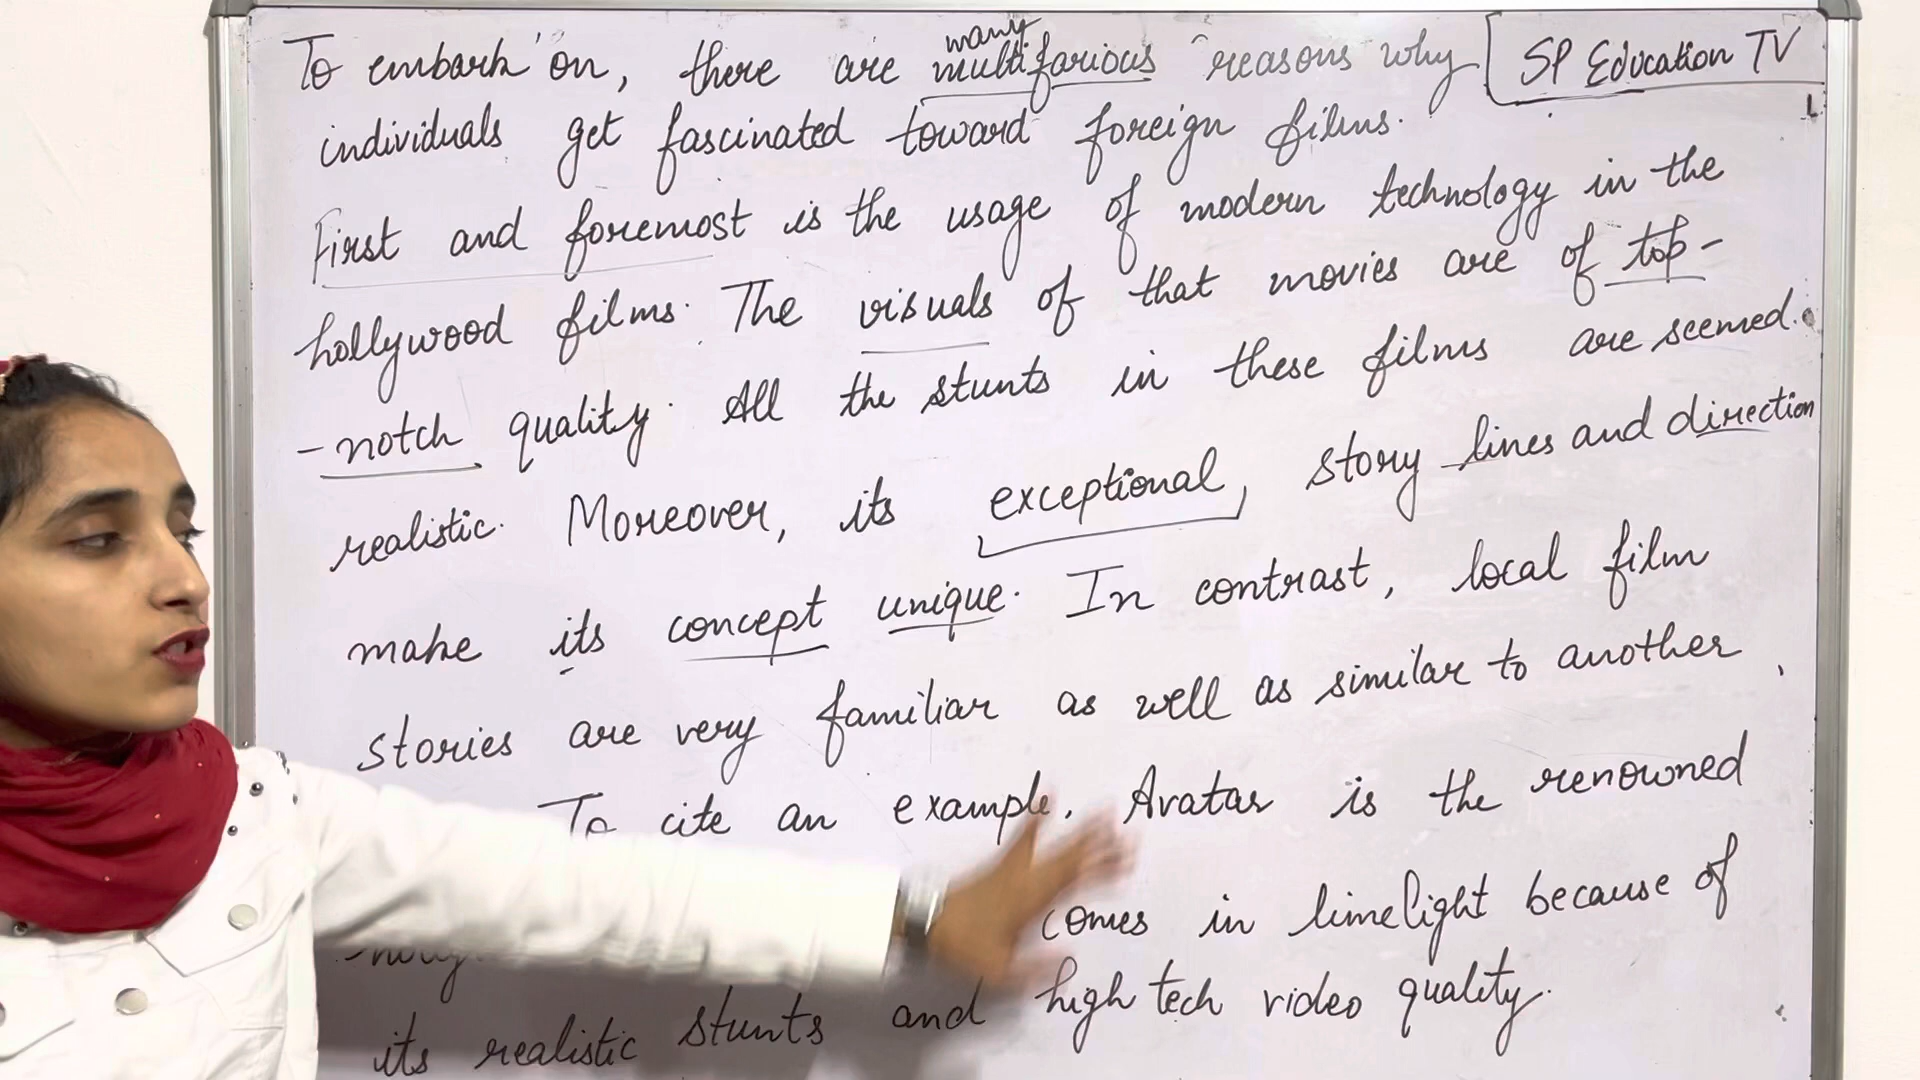 many
To embark on, there are multifarious reasons why
SP Education TV
individuals get fascinated toward foreign films.
First and foremost is the usage of modern technology in the
hollywood films. The visuals of that movies are of top-
-notch quality. All the stunts in these films are seemed.
realistic. Moreover, its exceptional, story lines and direction
make its concept unique. In contrast, local film
stories are very familiar as well as similar to another
To cite an example, Avatar is the renowned
comes in limelight because of
its realistic stunts and high tech video quality.